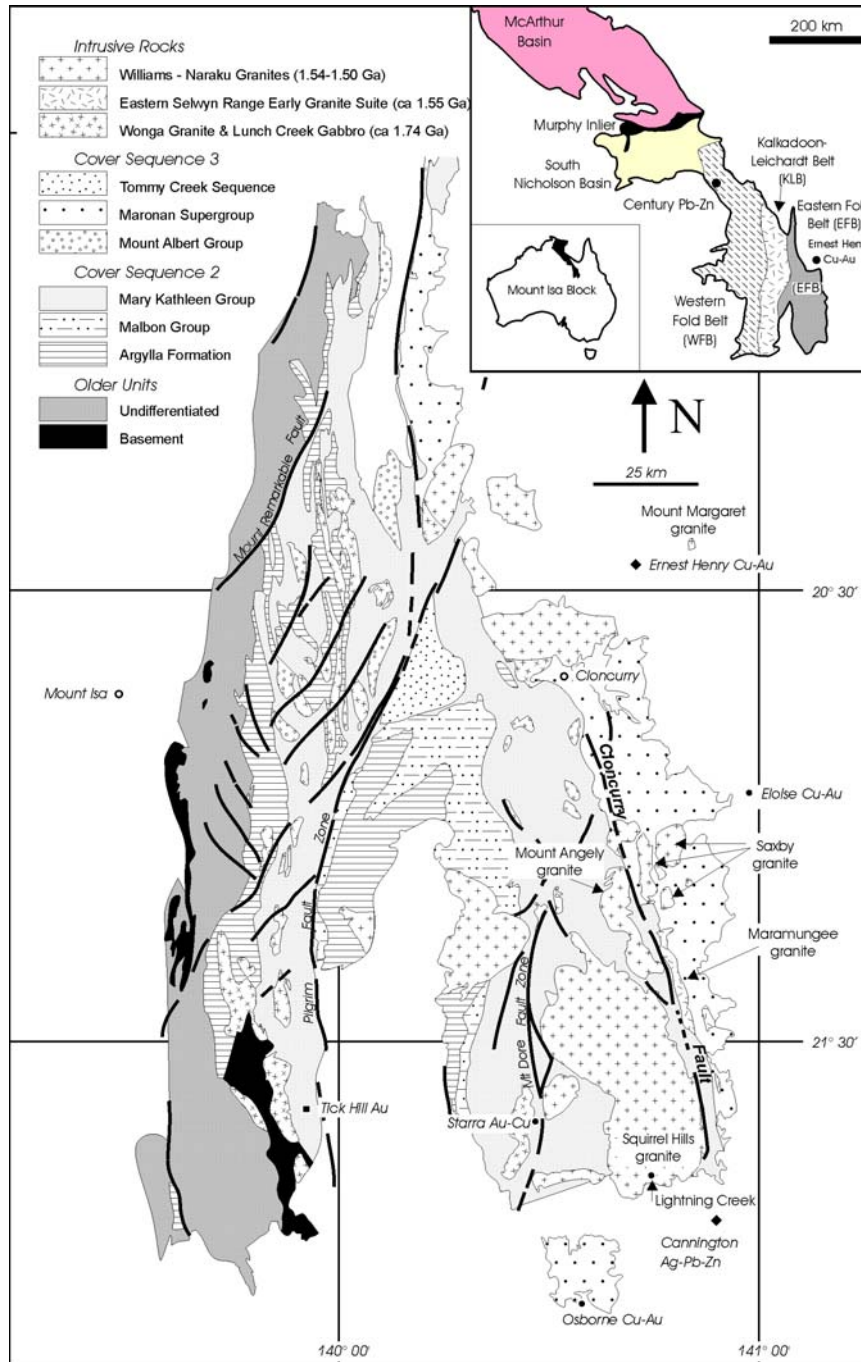 Intrusive Rocks
Williams - Naraku Granites (1.54-1.50 Ga)
Eastern Selwyn Range Early Granite Suite (ca 1.55 Ga)
Wonga Granite & Lunch Creek Gabbro (ca 1.74 Ga)
Cover Sequence 3
Tommy Creek Sequence
Maronan Supergroup
Mount Albert Group
Cover Sequence 2
Mary Kathleen Group
Malbon Group
Argylla Formation
Older Units
Undifferentiated
Basement
McArthur
Basin
200 km
Murphy Inlier
South
Nicholson Basin
Kalkadoon-
Leichardt Belt
(KLB)
Century Pb-Zn
Eastern Fold
Belt (EFB)
Ernest Henry
Cu-Au
(EFB)
Mount Isa Block
Western
Fold Belt
(WFB)
N
25 km
Mount Margaret
granite
Ernest Henry Cu-Au
20° 30'
Mount Remarkable Fault
Mount Isa
Cloncurry
Cloncurry
Fault
Eloise Cu-Au
Mount Angely
granite
Saxby
granite
Maramungee
granite
Pilgrim Fault Zone
Mt Dore Fault Zone
21° 30'
Tick Hill Au
Starra Au-Cu
Squirrel Hills
granite
Lightning Creek
Cannington
Ag-Pb-Zn
Osborne Cu-Au
140° 00'
141° 00'